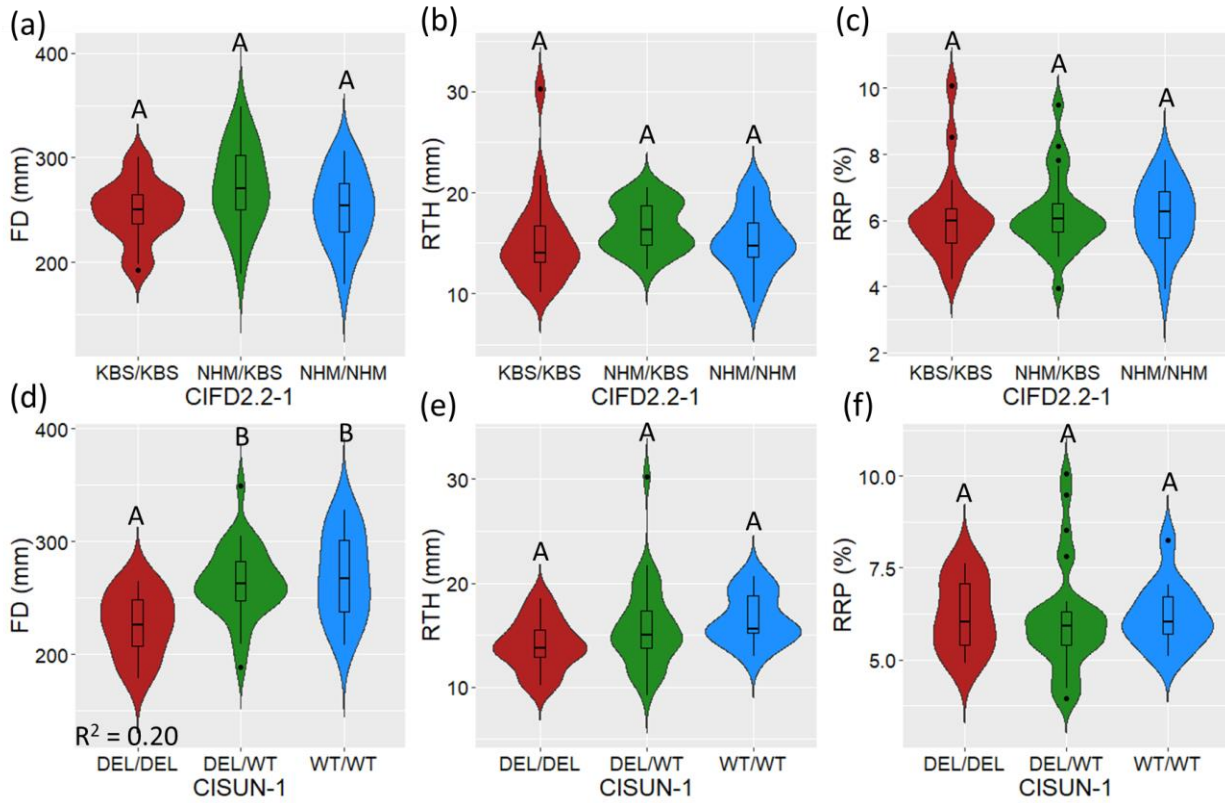 (a)
FD (mm)
400
300
200
A A A
KBS/KBS NHM/KBS NHM/NHM
CIFD2.2-1
(b)
RTH (mm)
30
20
10
A A A
KBS/KBS NHM/KBS NHM/NHM
CIFD2.2-1
(c)
RRP (%)
10
8
6
4
2
A A A
KBS/KBS NHM/KBS NHM/NHM
CIFD2.2-1
(d)
FD (mm)
400
300
200
A B B
R² = 0.20
DEL/DEL DEL/WT WT/WT
CISUN-1
(e)
RTH (mm)
30
20
10
A A A
DEL/DEL DEL/WT WT/WT
CISUN-1
(f)
RRP (%)
10.0
7.5
5.0
A A A
DEL/DEL DEL/WT WT/WT
CISUN-1